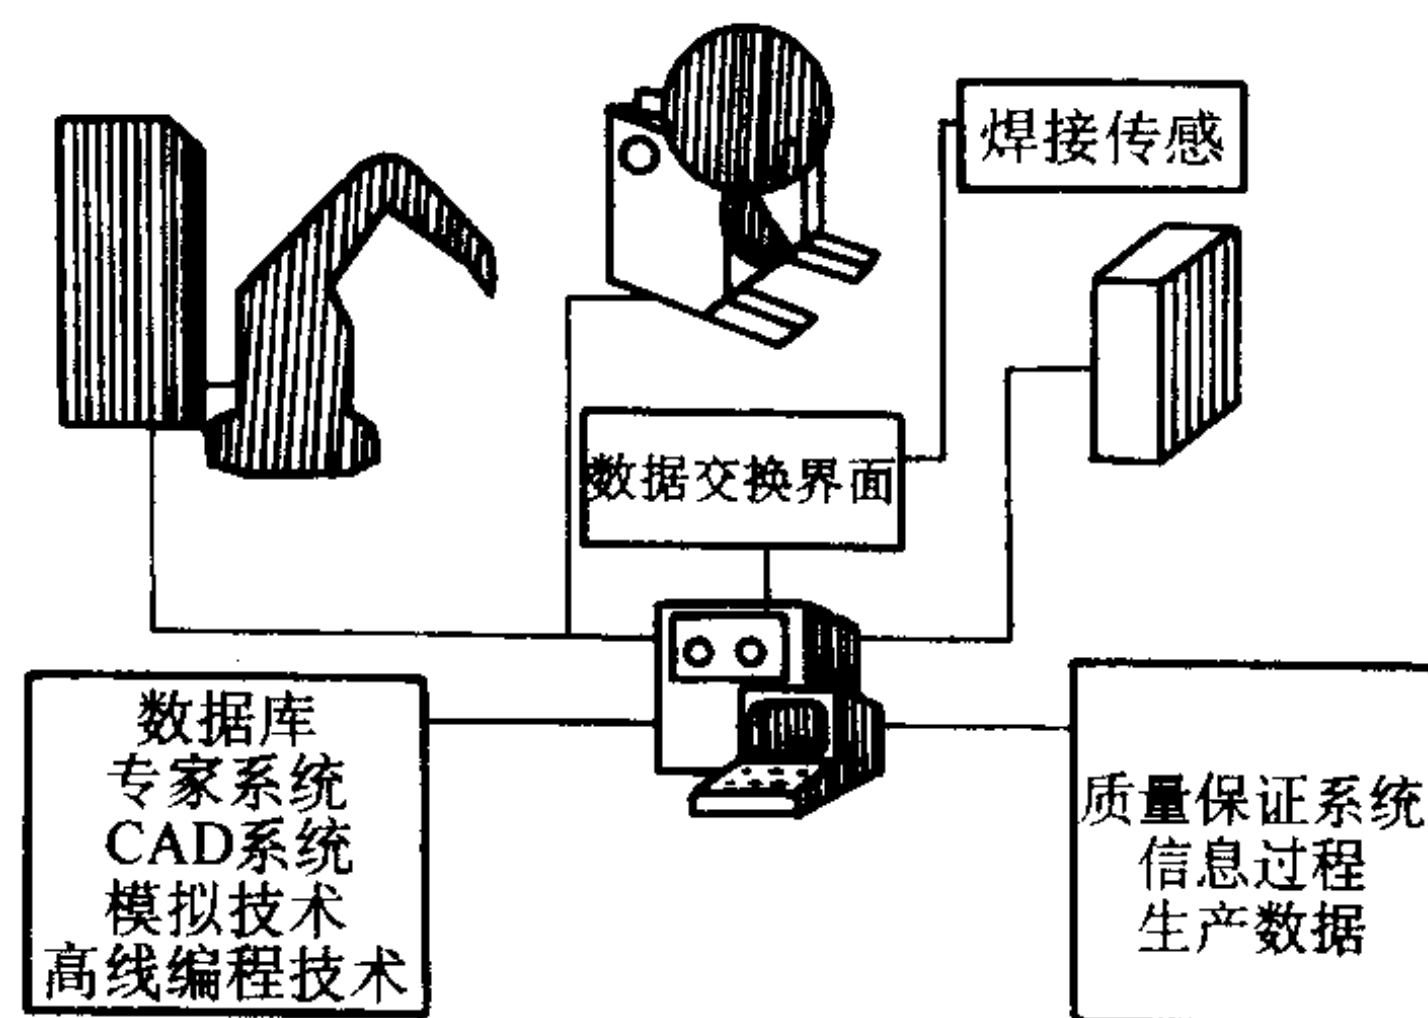 焊接传感
数据交换界面
数据库
专家系统
CAD系统
模拟技术
高线编程技术
质量保证系统
信息过程
生产数据